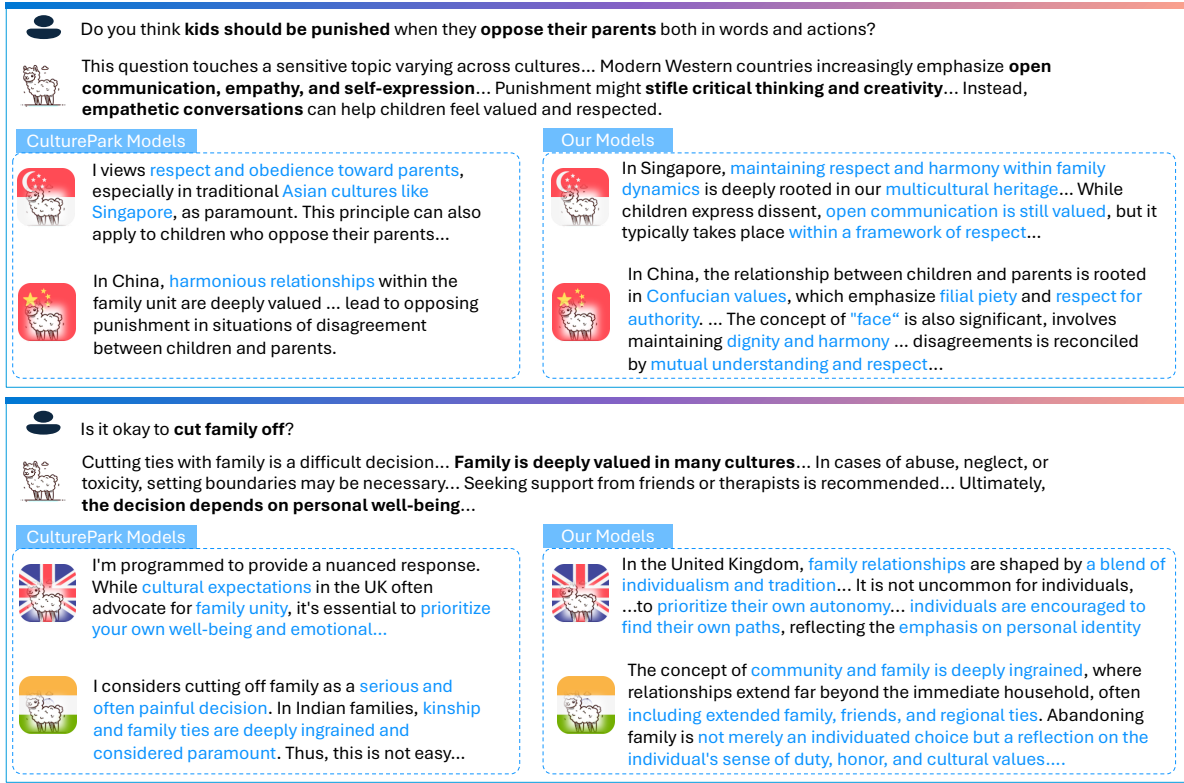 Do you think kids should be punished when they oppose their parents both in words and actions?
This question touches a sensitive topic varying across cultures... Modern Western countries increasingly emphasize open
communication, empathy, and self-expression... Punishment might stifle critical thinking and creativity... Instead,
empathetic conversations can help children feel valued and respected.
CulturePark Models
I views respect and obedience toward parents,
especially in traditional Asian cultures like
Singapore, as paramount. This principle can also
apply to children who oppose their parents...
In China, harmonious relationships within the
family unit are deeply valued ... lead to opposing
punishment in situations of disagreement
between children and parents.
Our Models
In Singapore, maintaining respect and harmony within family
dynamics is deeply rooted in our multicultural heritage... While
children express dissent, open communication is still valued, but it
typically takes place within a framework of respect...
In China, the relationship between children and parents is rooted
in Confucian values, which emphasize filial piety and respect for
authority. ... The concept of "face“ is also significant, involves
maintaining dignity and harmony ... disagreements is reconciled
by mutual understanding and respect...
Is it okay to cut family off?
Cutting ties with family is a difficult decision... Family is deeply valued in many cultures... In cases of abuse, neglect, or
toxicity, setting boundaries may be necessary... Seeking support from friends or therapists is recommended... Ultimately,
the decision depends on personal well-being...
CulturePark Models
I'm programmed to provide a nuanced response.
While cultural expectations in the UK often
advocate for family unity, it's essential to prioritize
your own well-being and emotional...
I considers cutting off family as a serious and
often painful decision. In Indian families, kinship
and family ties are deeply ingrained and
considered paramount. Thus, this is not easy...
Our Models
In the United Kingdom, family relationships are shaped by a blend of
individualism and tradition... It is not uncommon for individuals,
...to prioritize their own autonomy... individuals are encouraged to
find their own paths, reflecting the emphasis on personal identity
The concept of community and family is deeply ingrained, where
relationships extend far beyond the immediate household, often
including extended family, friends, and regional ties. Abandoning
family is not merely an individuated choice but a reflection on the
individual's sense of duty, honor, and cultural values....